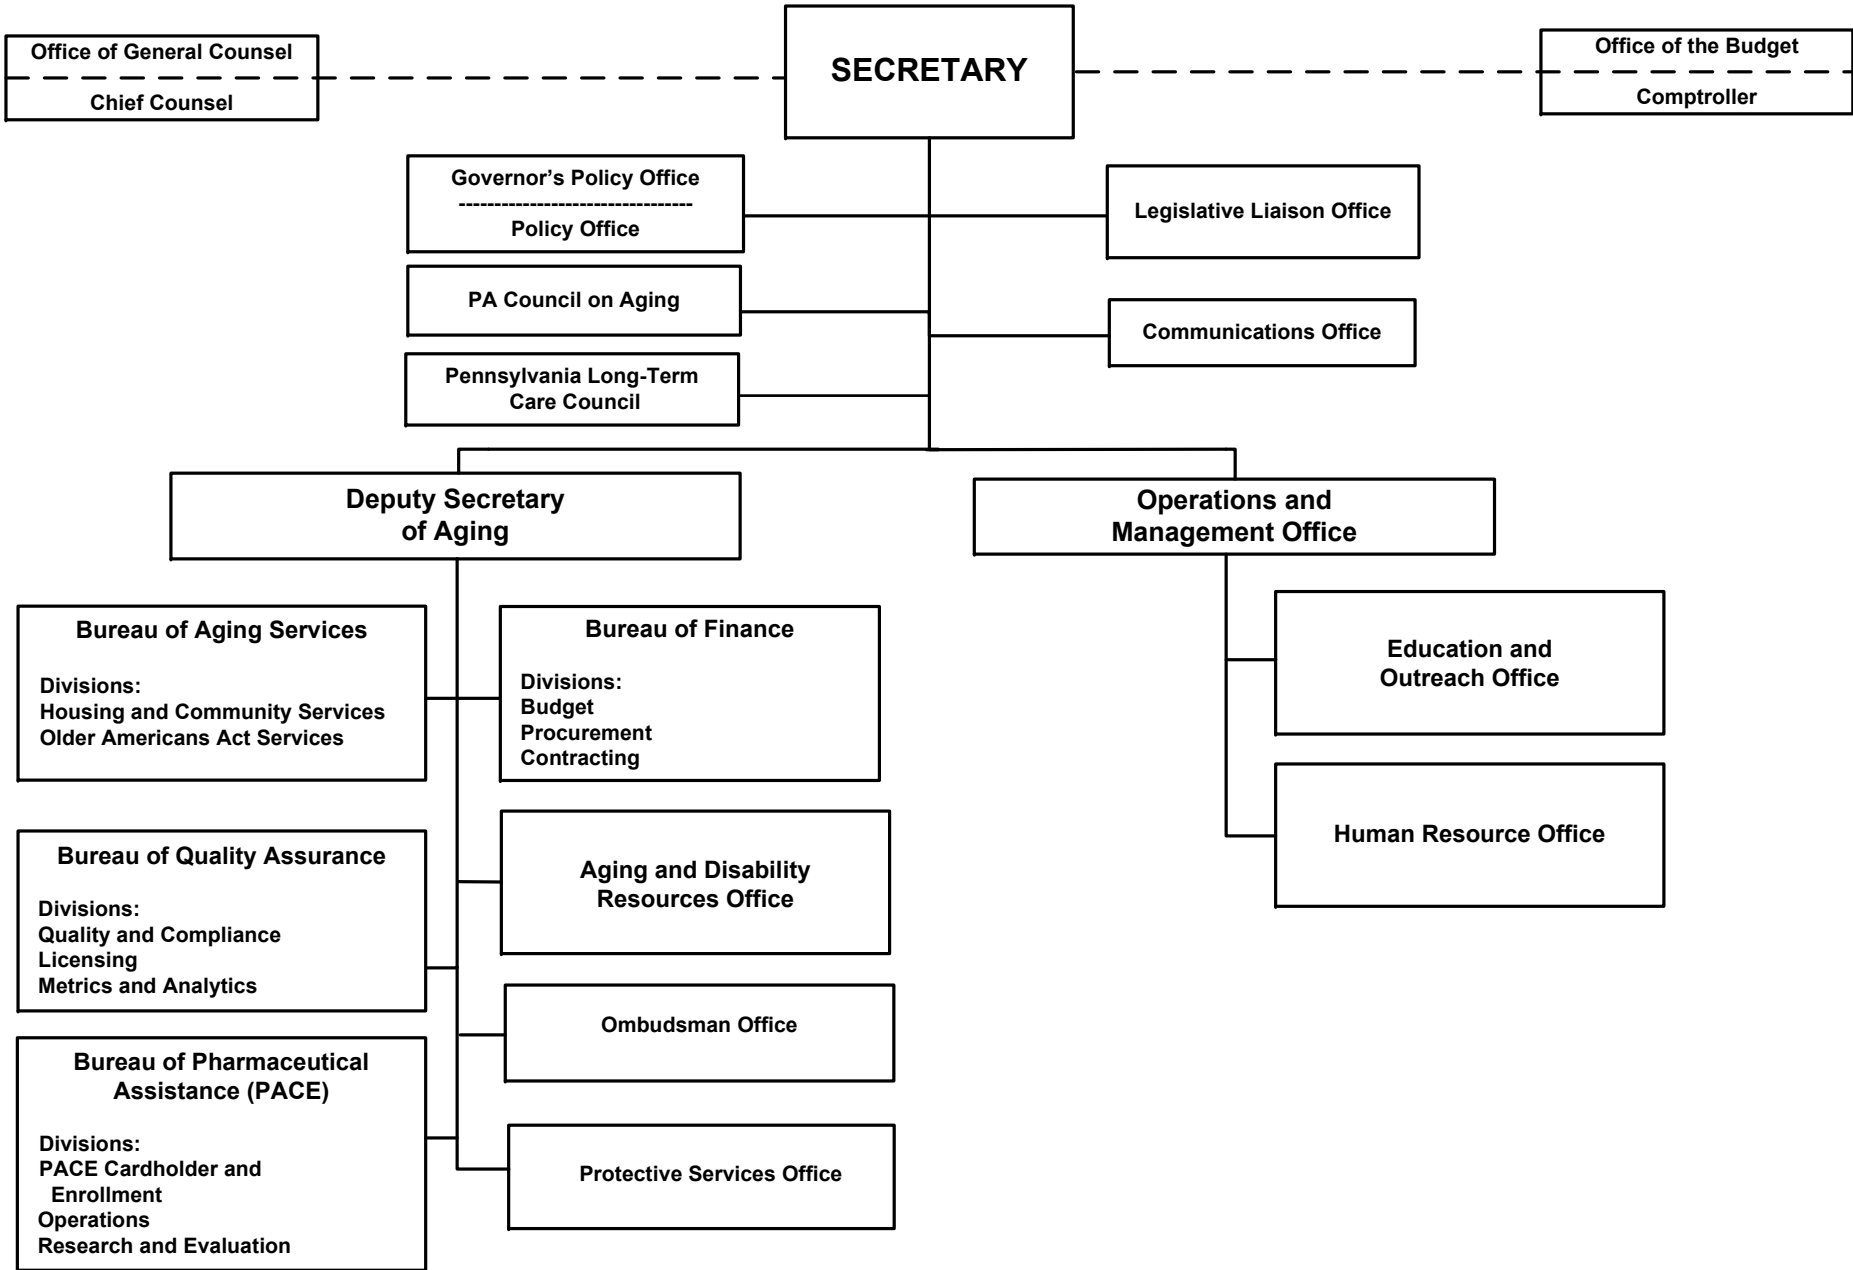 Office of General Counsel
Chief Counsel
SECRETARY
Office of the Budget
Comptroller
Governor’s Policy Office
---------------------------------
Policy Office
Legislative Liaison Office
PA Council on Aging
Communications Office
Pennsylvania Long-Term
Care Council
Deputy Secretary
of Aging
Operations and
Management Office
Bureau of Aging Services
Divisions:
Housing and Community Services
Older Americans Act Services
Bureau of Finance
Divisions:
Budget
Procurement
Contracting
Education and
Outreach Office
Bureau of Quality Assurance
Divisions:
Quality and Compliance
Licensing
Metrics and Analytics
Aging and Disability
Resources Office
Human Resource Office
Ombudsman Office
Bureau of Pharmaceutical
Assistance (PACE)
Divisions:
PACE Cardholder and
Enrollment
Operations
Research and Evaluation
Protective Services Office